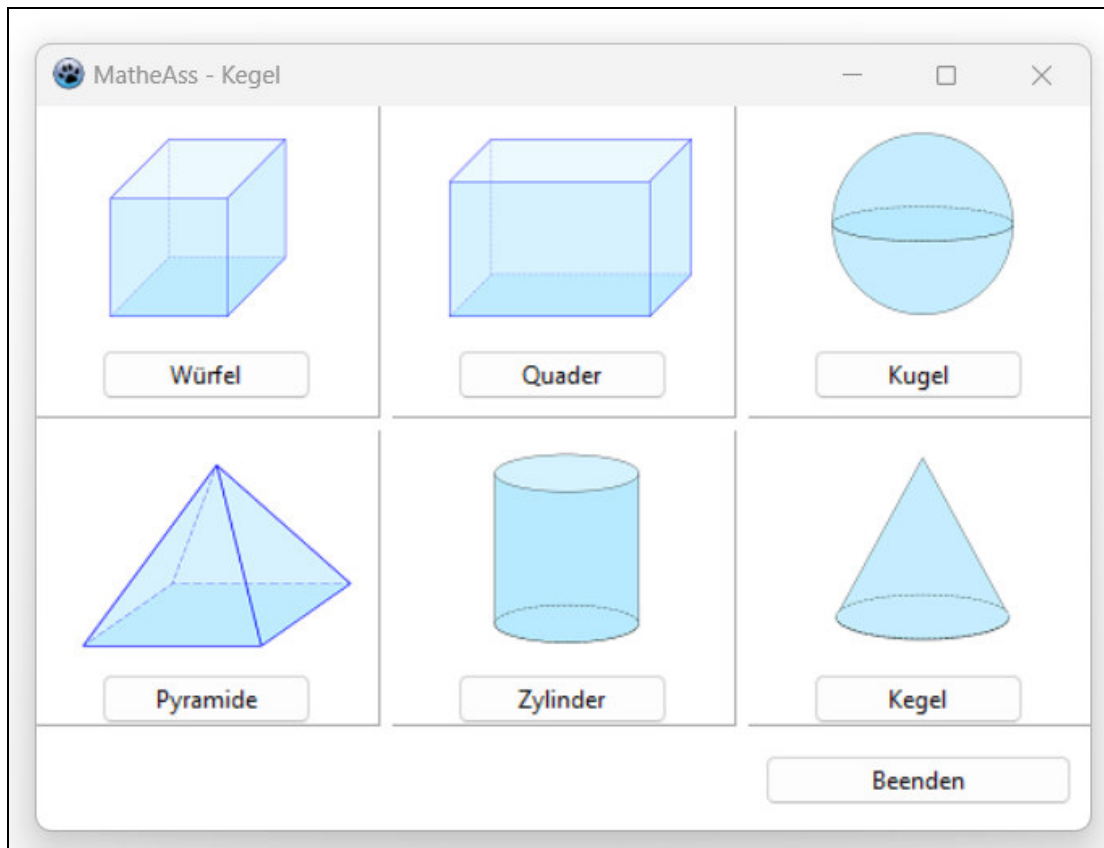 MatheAss - Kegel
Würfel Quader Kugel
Pyramide Zylinder Kegel
Beenden